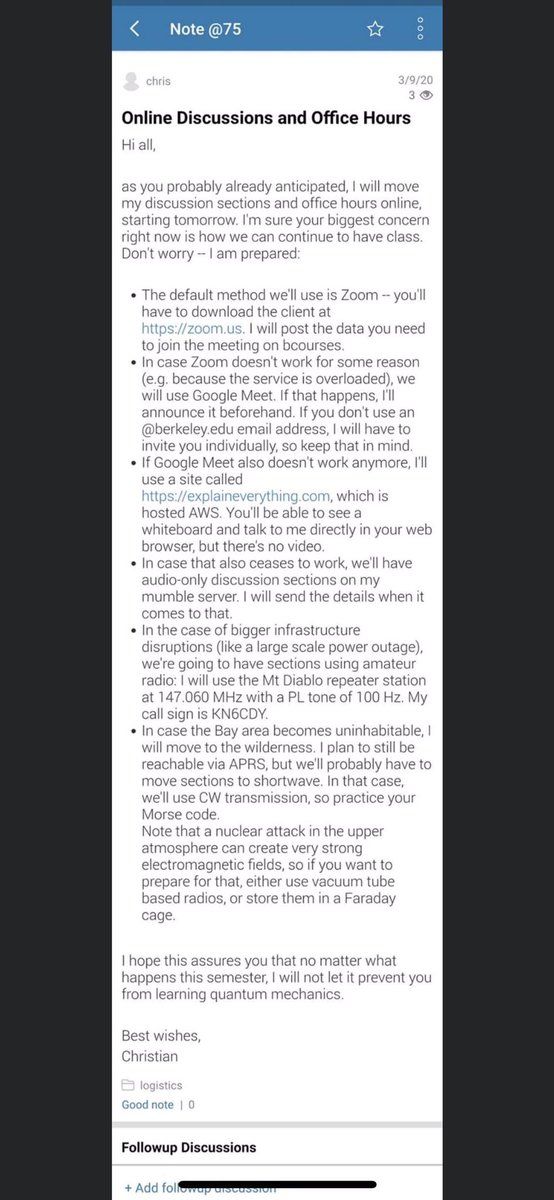 Note @75
chris
3/9/20
3
Online Discussions and Office Hours
Hi all,
as you probably already anticipated, I will move
my discussion sections and office hours online,
starting tomorrow. I'm sure your biggest concern
right now is how we can continue to have class.
Don't worry -- I am prepared:
• The default method we'll use is Zoom -- you'll
have to download the client at
https://zoom.us. I will post the data you need
to join the meeting on bcourses.
• In case Zoom doesn't work for some reason
(e.g. because the service is overloaded), we
will use Google Meet. If that happens, I'll
announce it beforehand. If you don't use an
@berkeley.edu email address, I will have to
invite you individually, so keep that in mind.
• If Google Meet also doesn't work anymore, I'll
use a site called
https://explaineverything.com, which is
hosted AWS. You'll be able to see a
whiteboard and talk to me directly in your web
browser, but there's no video.
• In case that also ceases to work, we'll have
audio-only discussion sections on my
mumble server. I will send the details when it
comes to that.
• In the case of bigger infrastructure
disruptions (like a large scale power outage),
we're going to have sections using amateur
radio: I will use the Mt Diablo repeater station
at 147.060 MHz with a PL tone of 100 Hz. My
call sign is KN6CDY.
• In case the Bay area becomes uninhabitable, I
will move to the wilderness. I plan to still be
reachable via APRS, but we'll probably have to
move sections to shortwave. In that case,
we'll use CW transmission, so practice your
Morse code.
Note that a nuclear attack in the upper
atmosphere can create very strong
electromagnetic fields, so if you want to
prepare for that, either use vacuum tube
based radios, or store them in a Faraday
cage.
I hope this assures you that no matter what
happens this semester, I will not let it prevent you
from learning quantum mechanics.
Best wishes,
Christian
logistics
Good note | 0
Followup Discussions
+ Add followup discussion